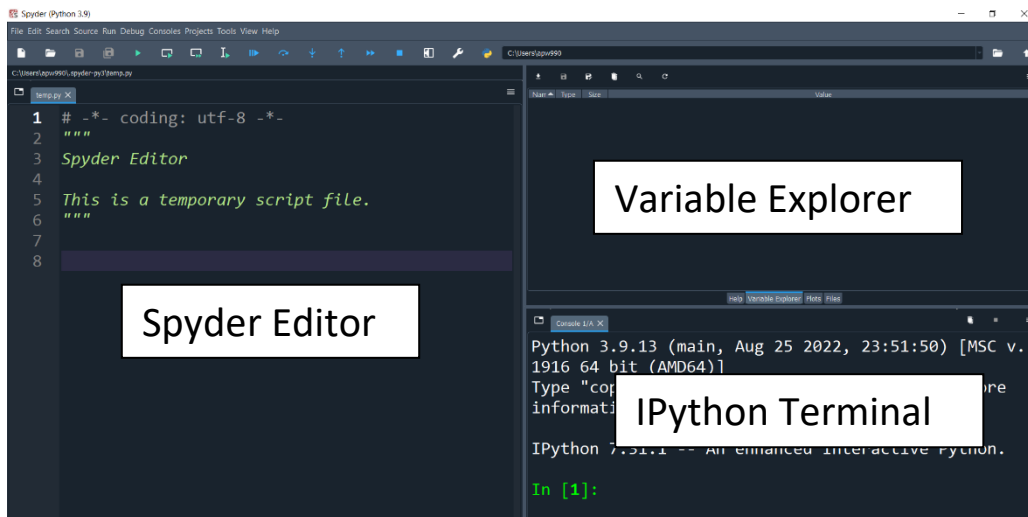 Spyder (Python 3.9)
File Edit Search Source Run Debug Consoles Projects Tools View Help
C:\Users\apw990
C:\Users\apw990\.spyder-py3\temp.py
temp.py
1 # -*- coding: utf-8 -*-
2 """
3 Spyder Editor
4
5 This is a temporary script file.
6 """
7
8
Spyder Editor
Type Size Value
Variable Explorer
Help Variable Explorer Plots Files
Console 1/A
Python 3.9.13 (main, Aug 25 2022, 23:51:50) [MSC v.
1916 64 bit (AMD64)]
Type
IPython Terminal
IPython 7.31.1 -- An enhanced Interactive Python.
In [1]: